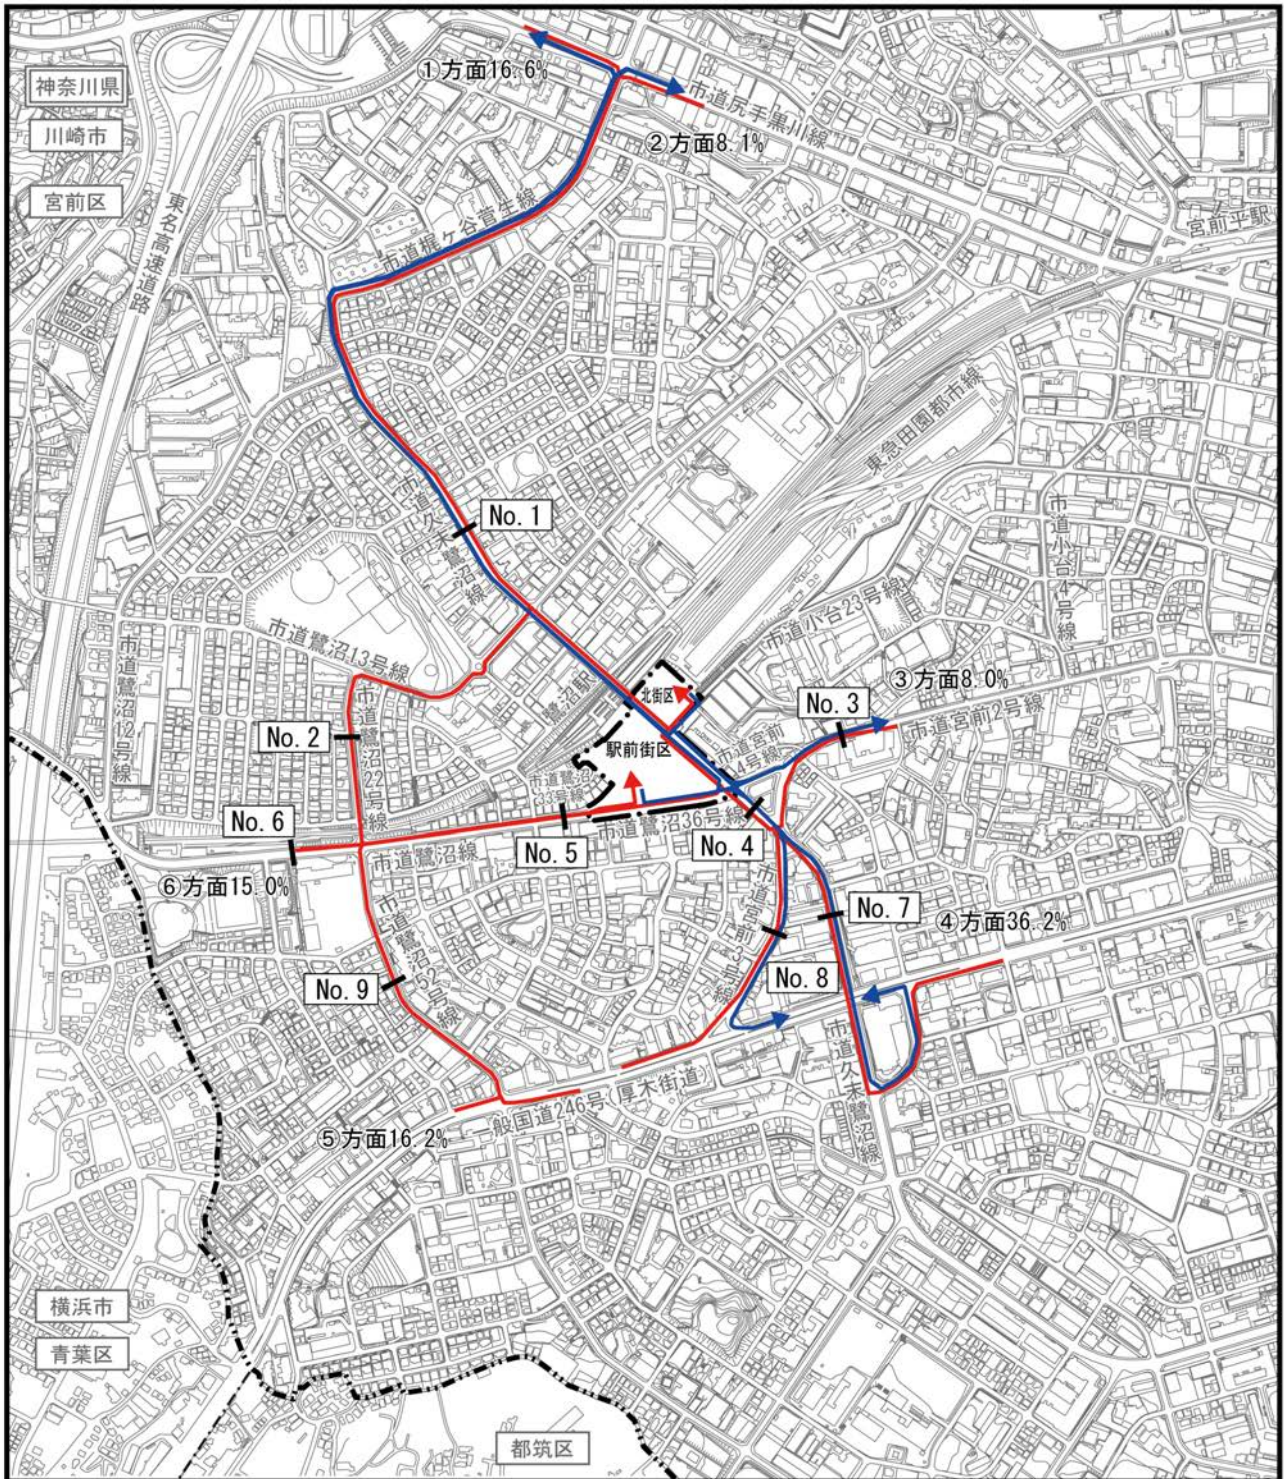 ①方面16.6%
神奈川県
市道尻手黒川線
川崎市
②方面8.1%
宮前区
東名高速道路
市道梶ヶ谷菅生線
宮前平駅
東急田園都市線
市道久末鷺沼線
No. 1
市道小台4号線
市道鷺沼13号線
市道小台23号線
市道鷺沼12号線
鷺沼駅
北街区
③方面8.0%
No. 3
市道宮前2号線
市道鷺沼22号線
No. 2
駅前街区
市道宮前
4号線
市道鷺沼
33号線
No. 6
市道鷺沼36号線
No. 4
No. 5
市道鷺沼線
⑥方面15.0%
市道宮前3号線
No. 7
④方面36.2%
市道鷺沼52号線
No. 8
No. 9
市道久末鷺沼線
一般国道246号(厚木街道)
⑤方面16.2%
横浜市
青葉区
都筑区